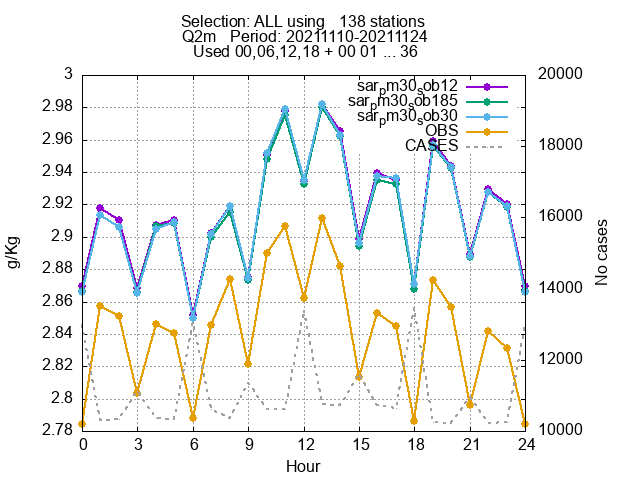 Selection: ALL using   138 stations
Q2m   Period: 20211110-20211124
Used 00,06,12,18 + 00 01 ... 36
3
2.98
2.96
2.94
2.92
2.9
2.88
2.86
2.84
2.82
2.8
2.78
g/Kg
sarpm30sob12
sarpm30sob185
sarpm30sob30
OBS
CASES
20000
18000
16000
14000
12000
10000
No cases
0 3 6 9 12 15 18 21 24
Hour